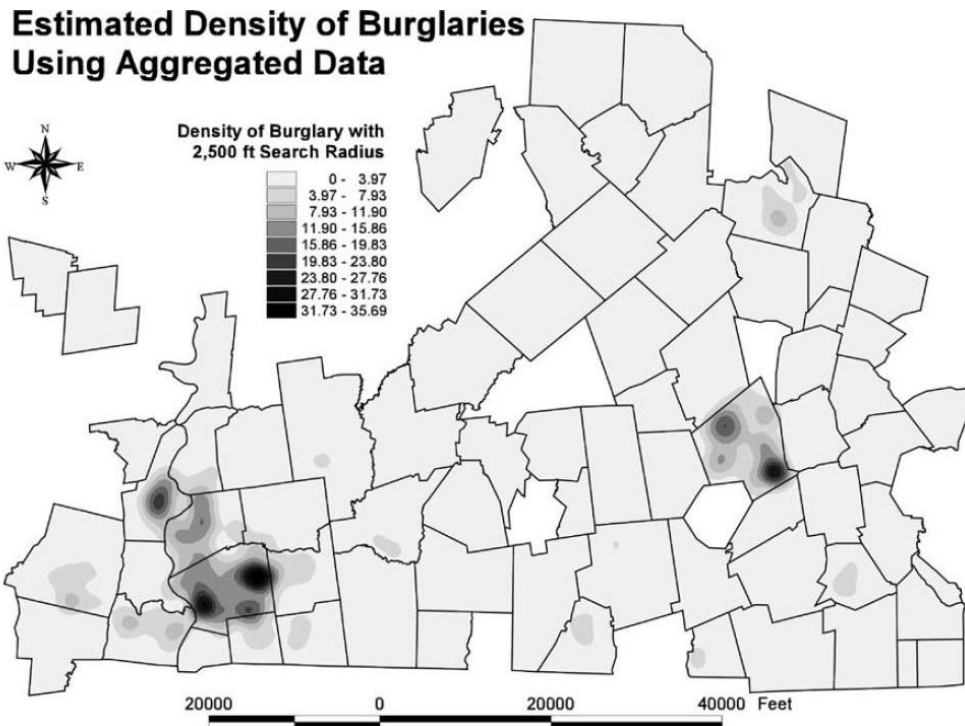 Estimated Density of Burglaries
Using Aggregated Data
N
W E
S
Density of Burglary with
2,500 ft Search Radius
0 - 3.97
3.97 - 7.93
7.93 - 11.90
11.90 - 15.86
15.86 - 19.83
19.83 - 23.80
23.80 - 27.76
27.76 - 31.73
31.73 - 35.69
20000 0 20000 40000 Feet